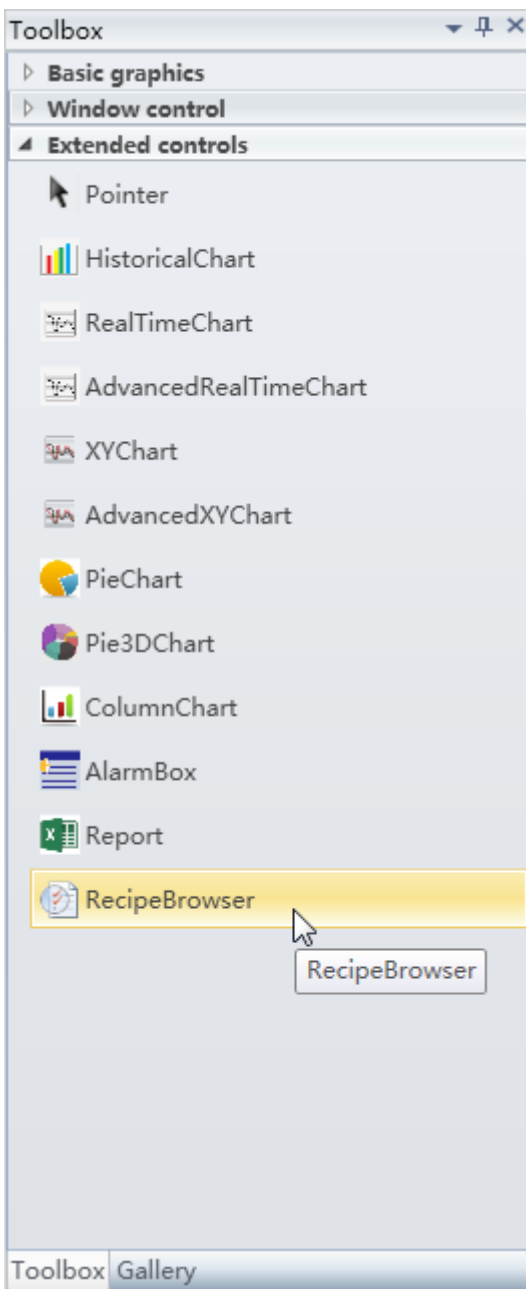 Toolbox
Basic graphics
Window control
Extended controls
Pointer
HistoricalChart
RealTimeChart
AdvancedRealTimeChart
XYChart
AdvancedXYChart
PieChart
Pie3DChart
ColumnChart
AlarmBox
Report
RecipeBrowser
RecipeBrowser
Toolbox Gallery